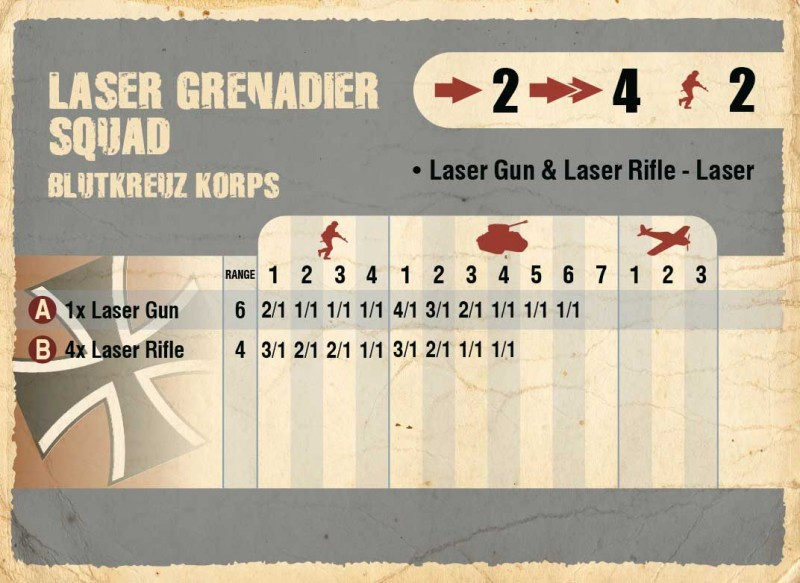 LASER GRENADIER
SQUAD
BLUTKREUZ KORPS
2 4 2
• Laser Gun & Laser Rifle - Laser
RANGE 1 2 3 4 1 2 3 4 5 6 7 1 2 3
A 1x Laser Gun 6 2/1 1/1 1/1 1/1 4/1 3/1 2/1 1/1 1/1 1/1
B 4x Laser Rifle 4 3/1 2/1 2/1 1/1 3/1 2/1 1/1 1/1